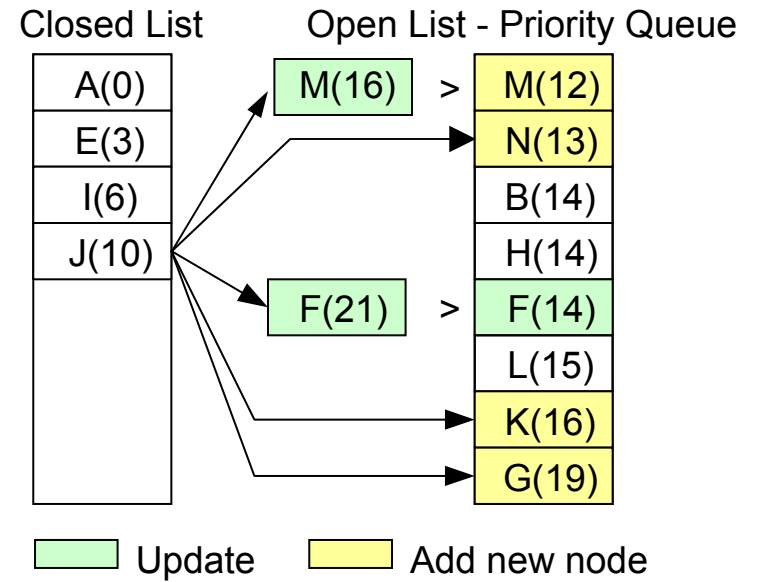 Closed List
Open List - Priority Queue
A(0)
M(16) > M(12)
E(3)
N(13)
I(6)
B(14)
J(10)
H(14)
F(21) > F(14)
L(15)
K(16)
G(19)
Update
Add new node